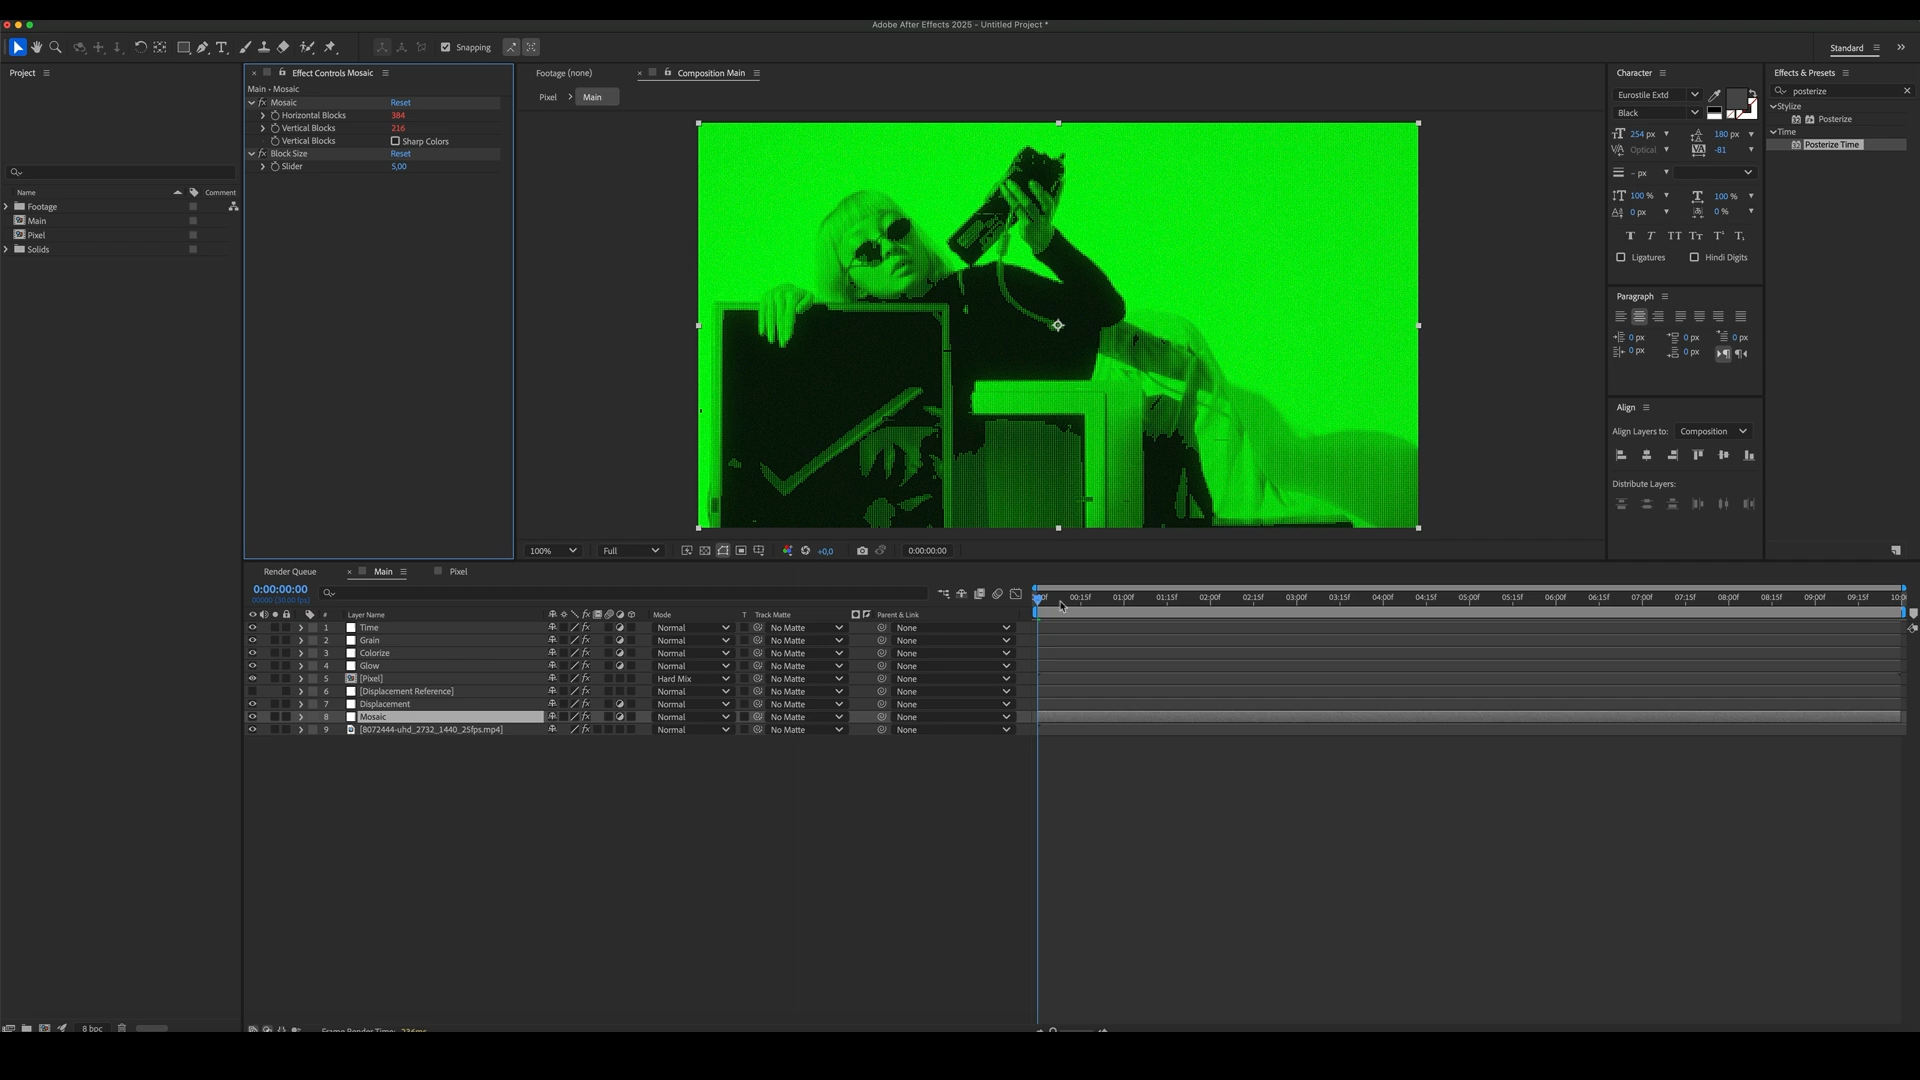 Adobe After Effects 2025 - Untitled Project *
Snapping
Standard
Project
Name
Comment
Footage
Main
Pixel
Solids
8 bpc
Effect Controls Mosaic
Main • Mosaic
fx Mosaic Reset
Horizontal Blocks 384
Vertical Blocks 216
Vertical Blocks Sharp Colors
fx Block Size Reset
Slider 5,00
Footage (none)
Composition Main
Pixel > Main
100%
Full
+0,0
0:00:00:00
Character
Eurostile Extd
Black
254 px
180 px
Optical
-81
- px
100 %
100 %
0 px
0 %
Ligatures
Hindi Digits
Paragraph
0 px
0 px
0 px
0 px
0 px
Align
Align Layers to: Composition
Distribute Layers:
Effects & Presets
posterize
Stylize
Posterize
Time
Posterize Time
Render Queue
Main
Pixel
0:00:00:00
00000 (30.00 fps)
# Layer Name Mode T Track Matte Parent & Link
1 Time Normal No Matte None
2 Grain Normal No Matte None
3 Colorize Normal No Matte None
4 Glow Normal No Matte None
5 [Pixel] Hard Mix No Matte None
6 [Displacement Reference] Normal No Matte None
7 Displacement Normal No Matte None
8 Mosaic Normal No Matte None
9 [8072444-uhd_2732_1440_25fps.mp4] Normal No Matte None
00:15f 01:00f 01:15f 02:00f 02:15f 03:00f 03:15f 04:00f 04:15f 05:00f 05:15f 06:00f 06:15f 07:00f 07:15f 08:00f 08:15f 09:00f 09:15f
Frame Render Time: 236ms